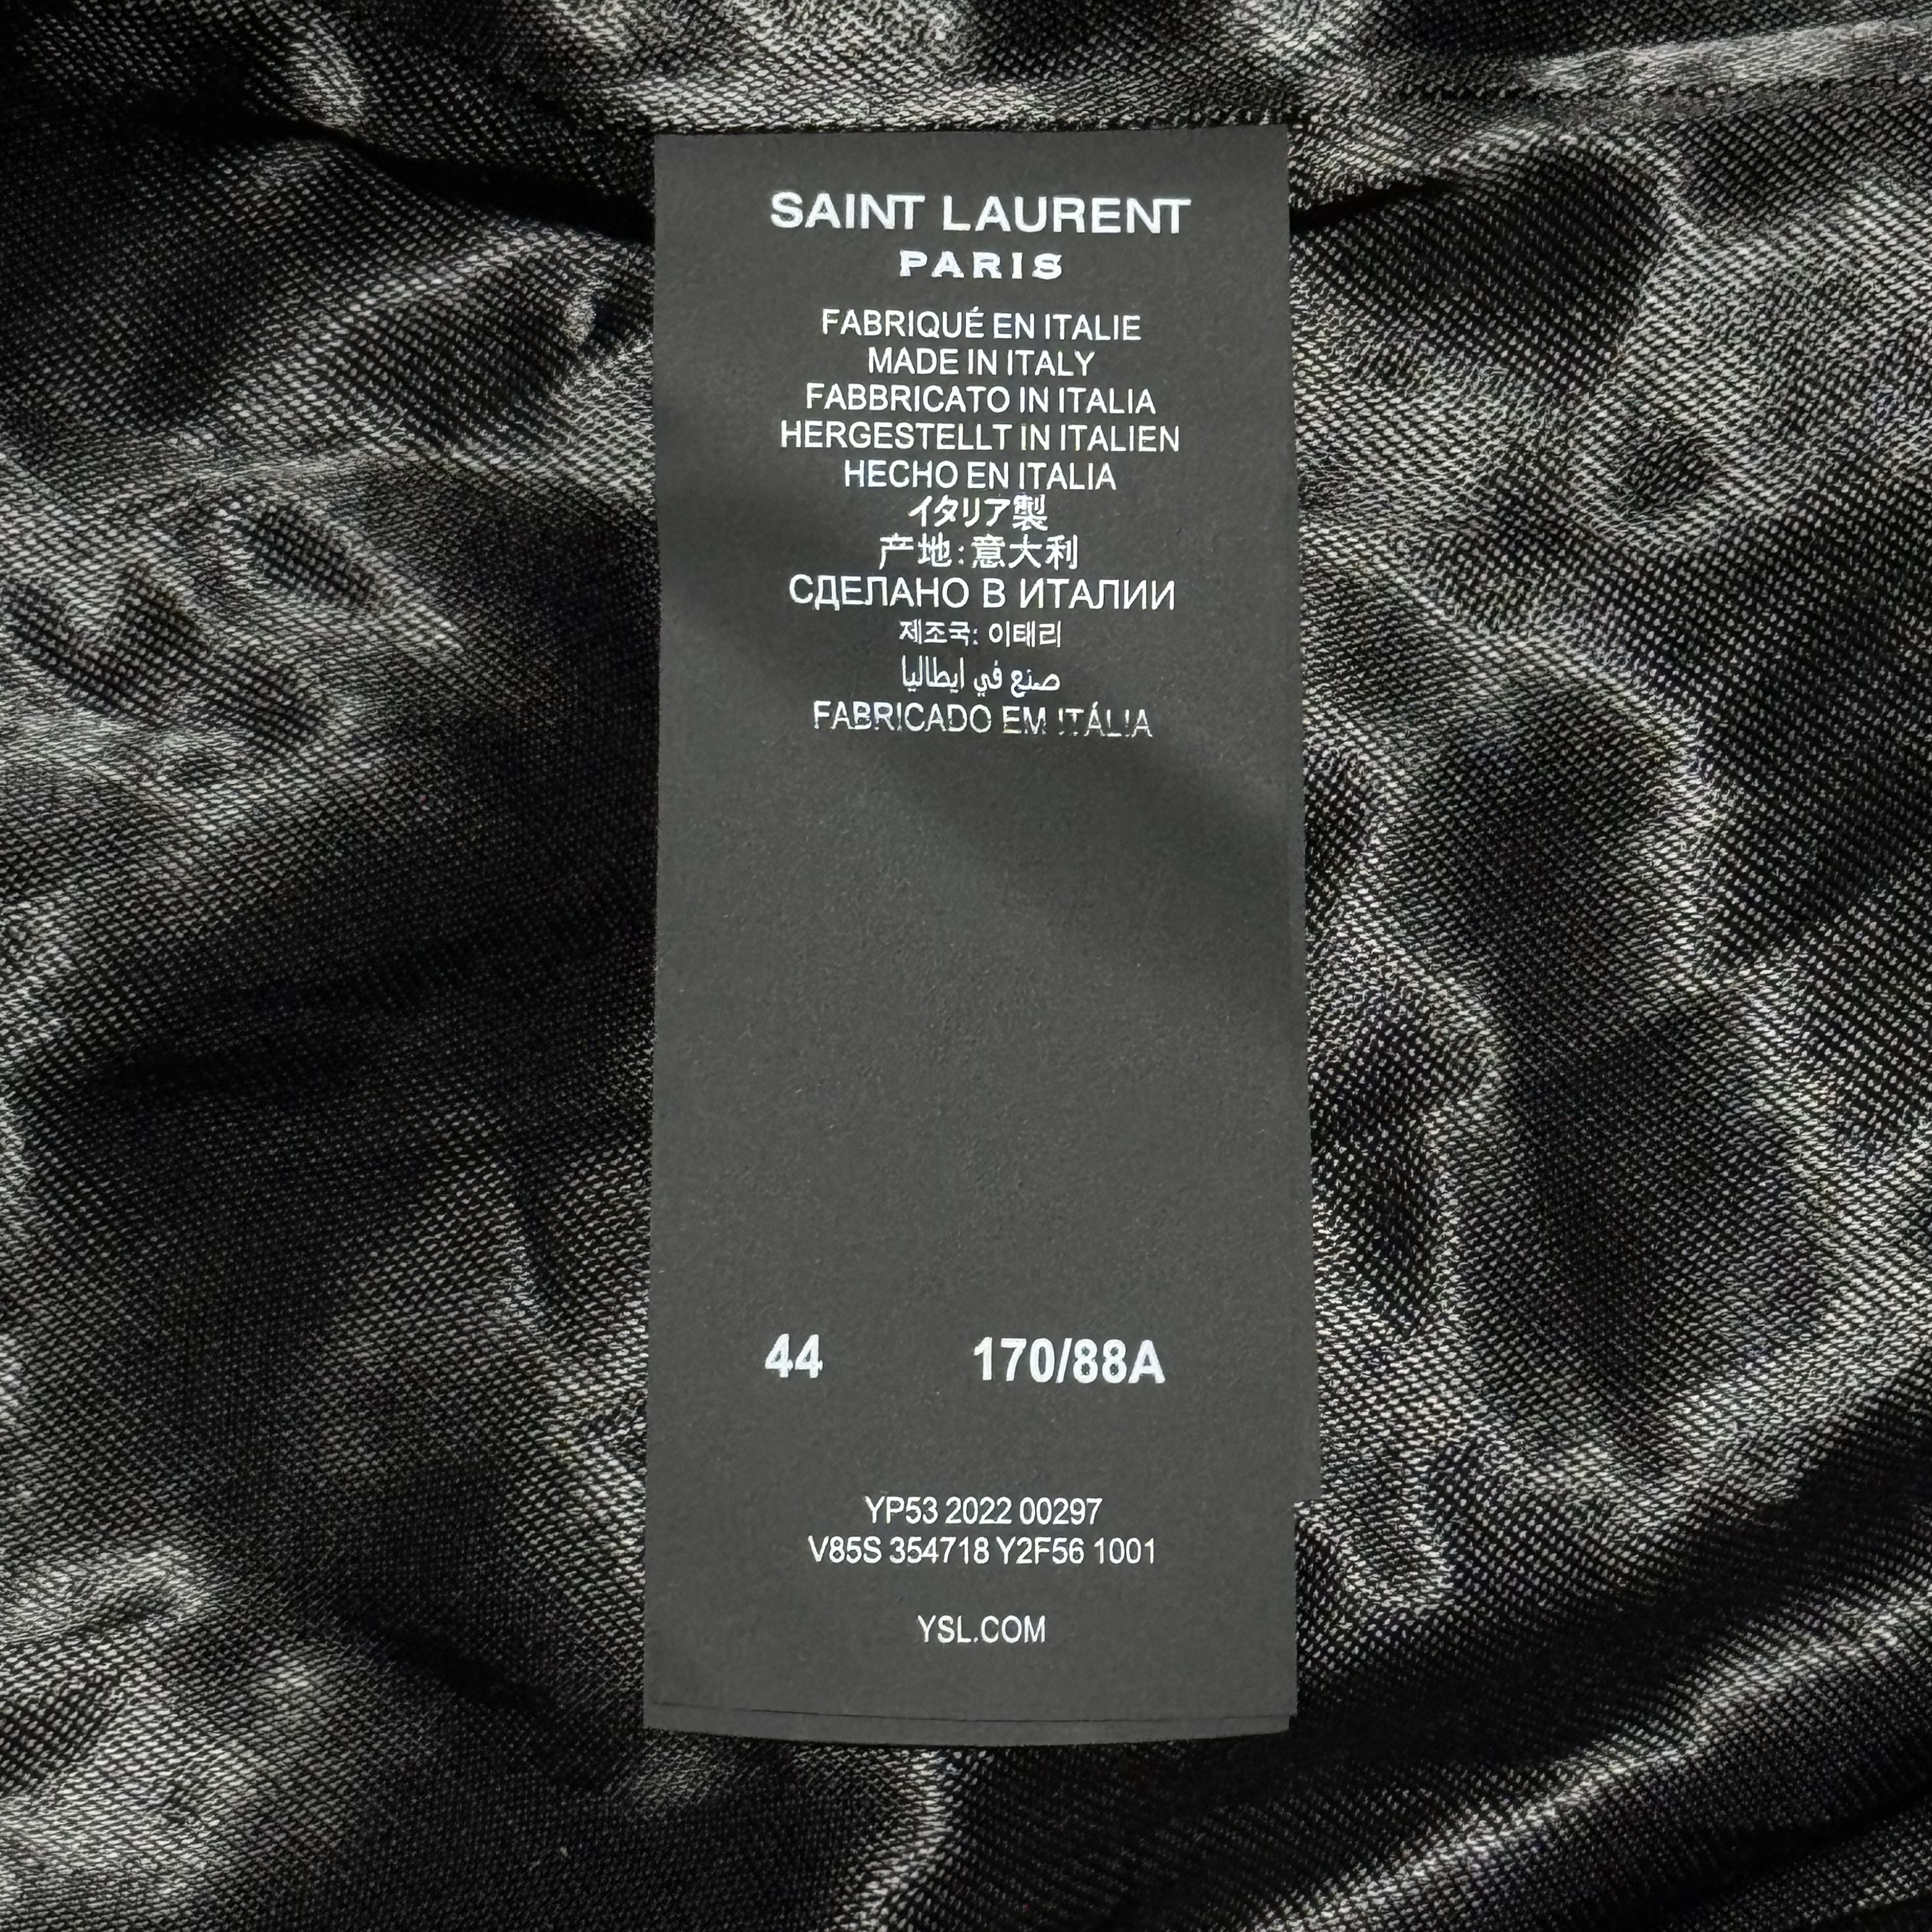 SAINT LAURENT
PARIS
FABRIQUÉ EN ITALIE
MADE IN ITALY
FABBRICATO IN ITALIA
HERGESTELLT IN ITALIEN
HECHO EN ITALIA
イタリア製
产地:意大利
СДЕЛАНО В ИТАЛИИ
제조국: 이태리
صنع في ايطاليا
FABRICADO EM ITÁLIA
44 170/88A
YP53 2022 00297
V85S 354718 Y2F56 1001
YSL.COM